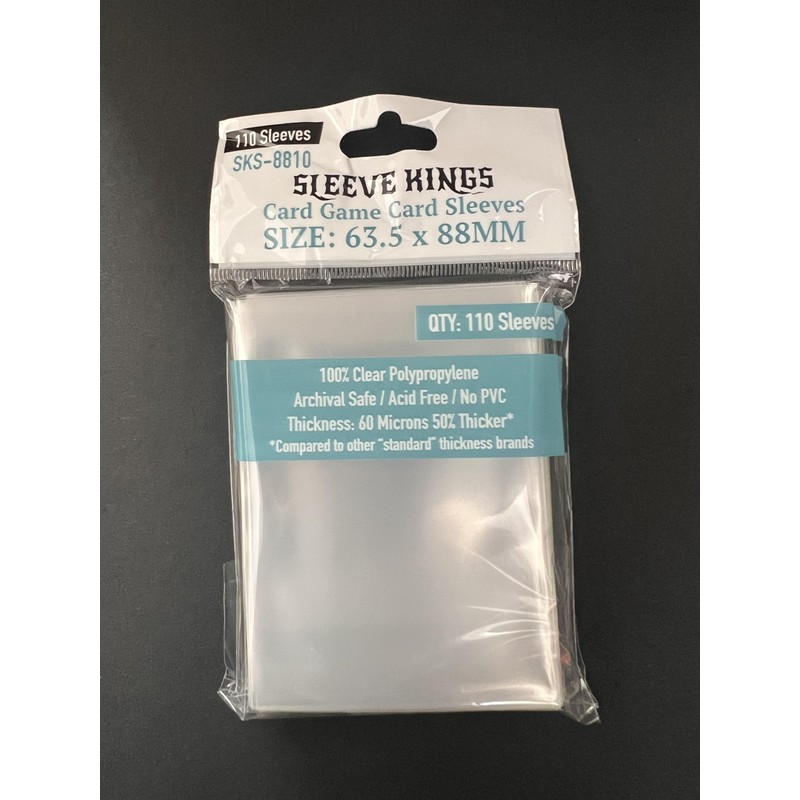 110 Sleeves
SKS-8810
SLEEVE KINGS
Card Game Card Sleeves
SIZE: 63.5 x 88MM
QTY: 110 Sleeves
100% Clear Polypropylene
Archival Safe / Acid Free / No PVC
Thickness: 60 Microns 50% Thicker*
*Compared to other "standard" thickness brands